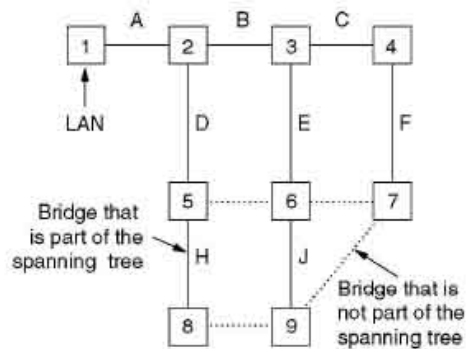 A B C
1 2 3 4
LAN D E F
5 6 7
Bridge that
is part of the
spanning tree
H J
Bridge that is
not part of the
spanning tree
8 9